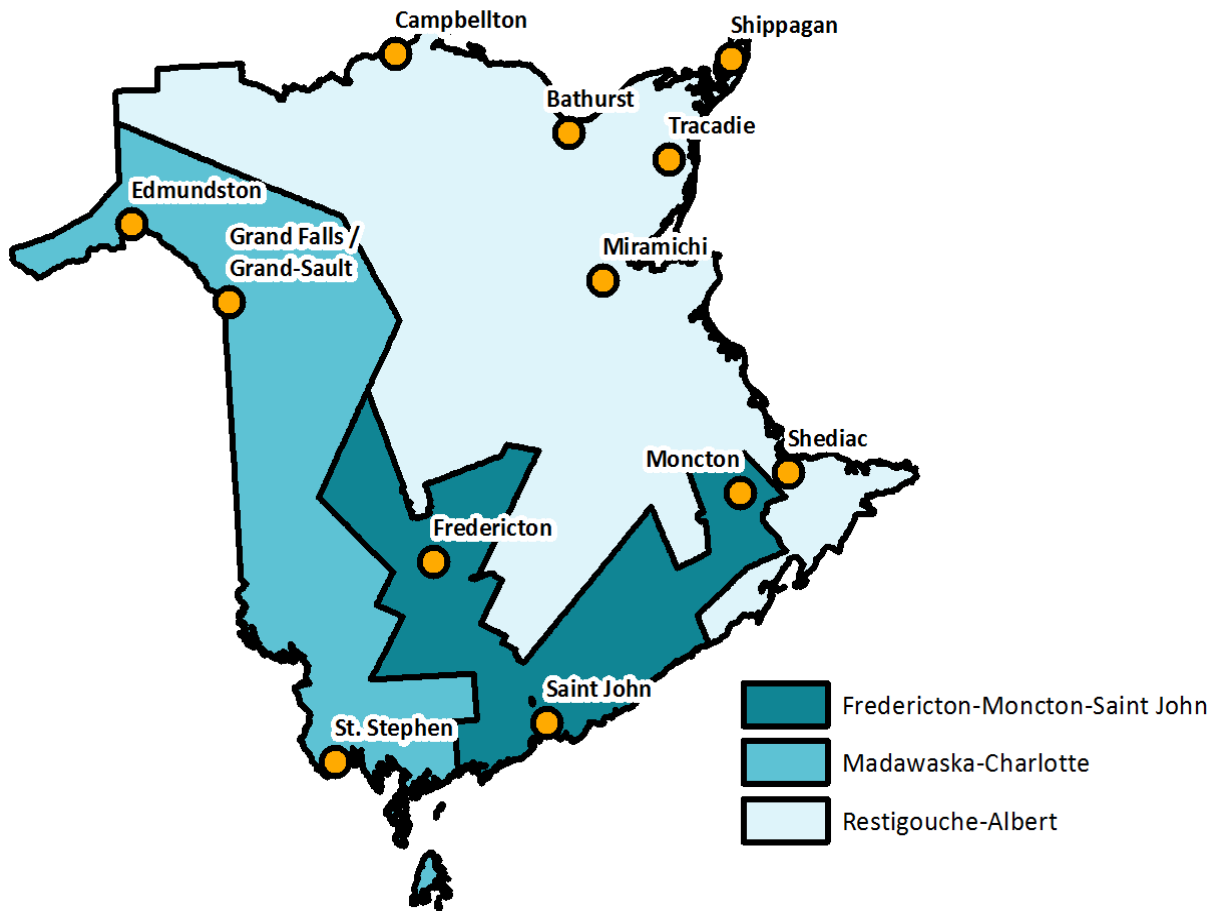 Campbellton
Shippagan
Bathurst
Tracadie
Edmundston
Grand Falls /
Grand-Sault
Miramichi
Shediac
Moncton
Fredericton
Saint John
St. Stephen
Fredericton-Moncton-Saint John
Madawaska-Charlotte
Restigouche-Albert